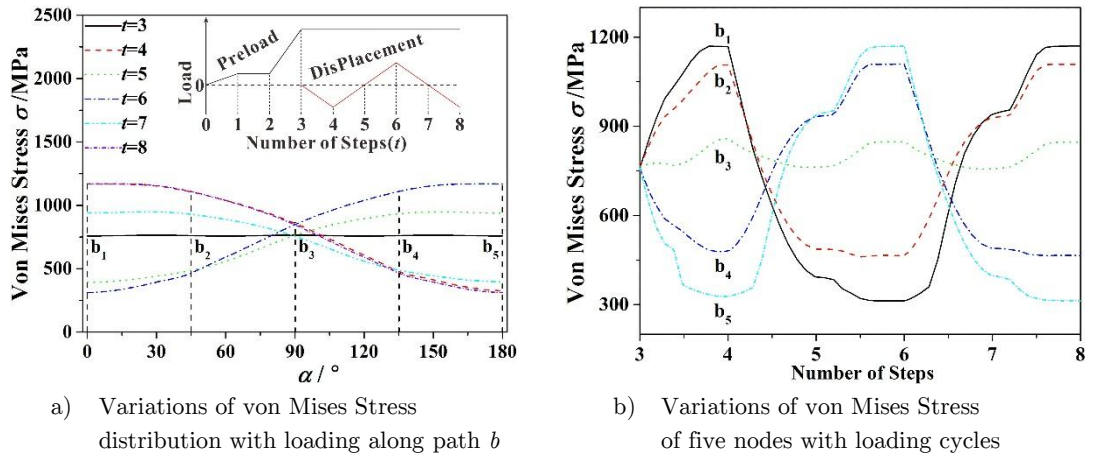 2500
2000
1500
1000
500
0
Von Mises Stress σ /MPa
t=3
t=4
t=5
t=6
t=7
t=8
Load
0
Preload
DisPlacement
0 1 2 3 4 5 6 7 8
Number of Steps(t)
b1 b2 b3 b4 b5
0 30 60 90 120 150 180
α / °
a) Variations of von Mises Stress
distribution with loading along path b
1200
900
600
300
Von Mises Stress σ/MPa
b1
b2
b3
b4
b5
3 4 5 6 7 8
Number of Steps
b) Variations of von Mises Stress
of five nodes with loading cycles